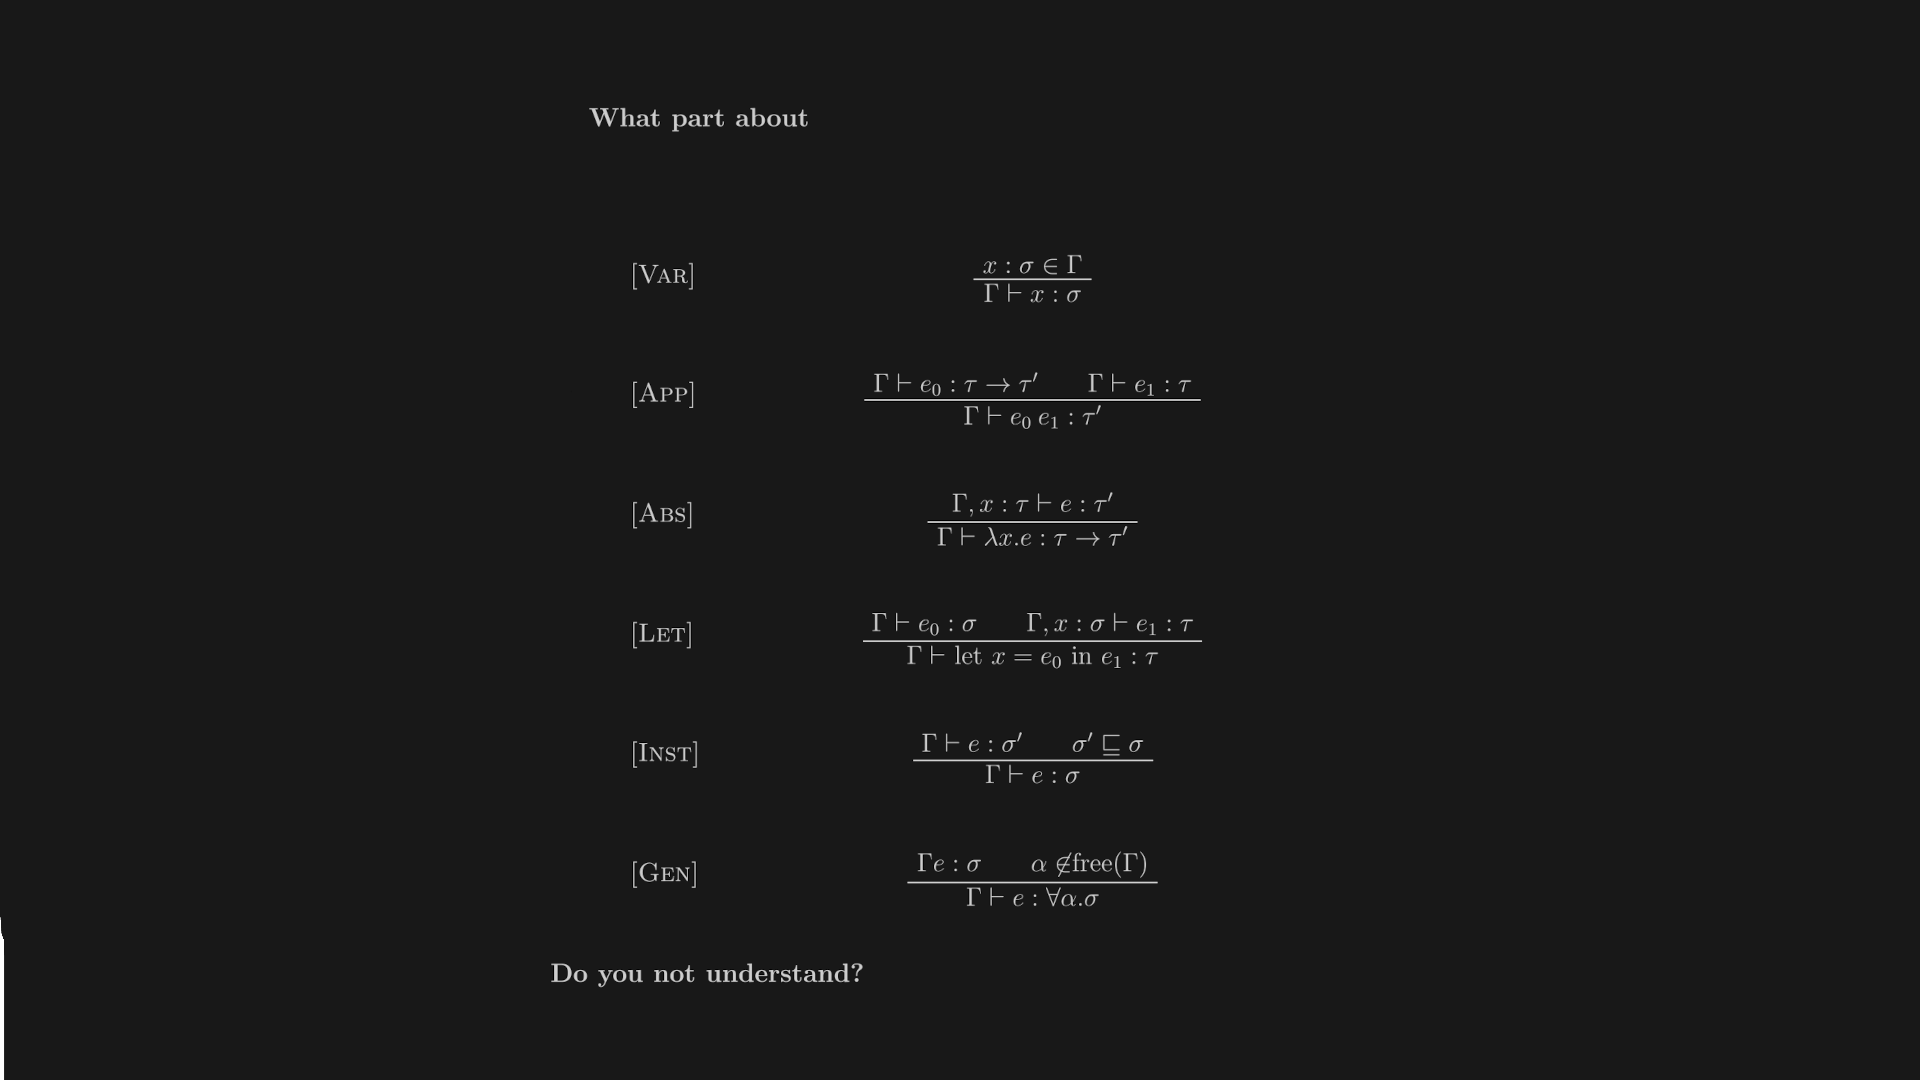 What part about
[VAR] x : σ ∈ Γ
Γ ⊢ x : σ
[APP] Γ ⊢ e₀ : τ → τ′ Γ ⊢ e₁ : τ
Γ ⊢ e₀ e₁ : τ′
[ABS] Γ, x : τ ⊢ e : τ′
Γ ⊢ λx.e : τ → τ′
[LET] Γ ⊢ e₀ : σ Γ, x : σ ⊢ e₁ : τ
Γ ⊢ let x = e₀ in e₁ : τ
[INST] Γ ⊢ e : σ′ σ′ ⊑ σ
Γ ⊢ e : σ
[GEN] Γe : σ α ∉free(Γ)
Γ ⊢ e : ∀α.σ
Do you not understand?